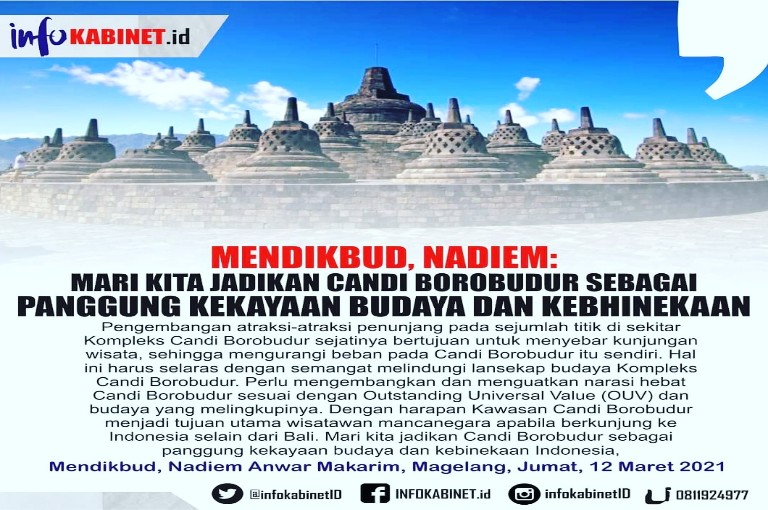 info KABINET.id
MENDIKBUD, NADIEM:
MARI KITA JADIKAN CANDI BOROBUDUR SEBAGAI
PANGGUNG KEKAYAAN BUDAYA DAN KEBHINEKAAN
Pengembangan atraksi-atraksi penunjang pada sejumlah titik di sekitar
Kompleks Candi Borobudur sejatinya bertujuan untuk menyebar kunjungan
wisata, sehingga mengurangi beban pada Candi Borobudur itu sendiri. Hal
ini harus selaras dengan semangat melindungi lansekap budaya Kompleks
Candi Borobudur. Perlu mengembangkan dan menguatkan narasi hebat
Candi Borobudur sesuai dengan Outstanding Universal Value (OUV) dan
budaya yang melingkupinya. Dengan harapan Kawasan Candi Borobudur
menjadi tujuan utama wisatawan mancanegara apabila berkunjung ke
Indonesia selain dari Bali. Mari kita jadikan Candi Borobudur sebagai
panggung kekayaan budaya dan kebinekaan Indonesia,
Mendikbud, Nadiem Anwar Makarim, Magelang, Jumat, 12 Maret 2021
@infokabinetID INFOKABINET.id infokabinetID 0811924977